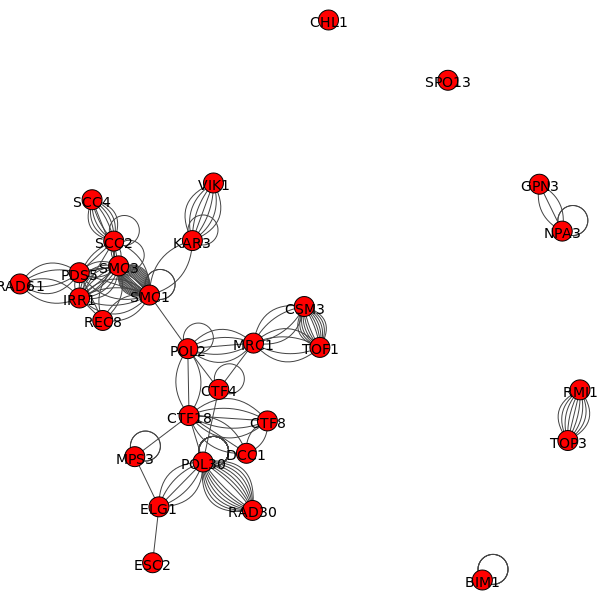 CHL1
SPO13
VIK1
GPN3
SCC4
NPA3
SCC2
KAR3
SMC3
PDS5
RAD61
SMC1
IRR1
CSM3
REC8
MRC1
TOF1
POL2
CTF4
RMI1
CTF18
CTF8
TOP3
DCC1
MPS3
POL30
ELG1
RAD30
ESC2
BIM1